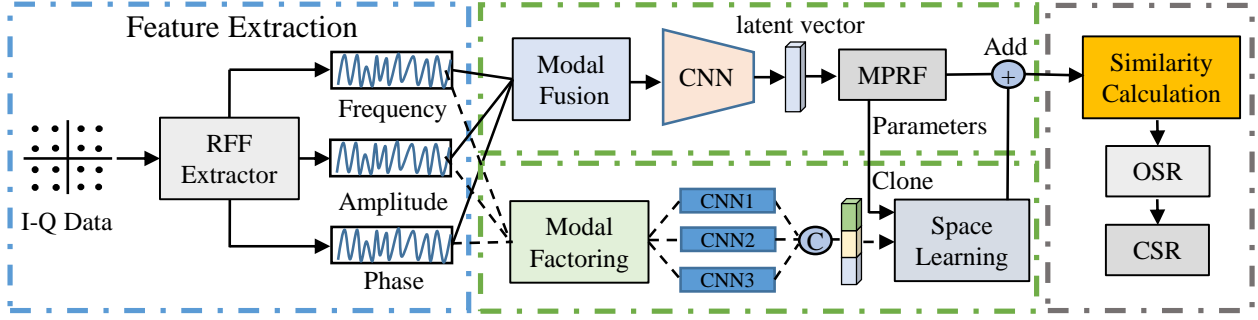 Feature Extraction
I-Q Data
RFF
Extractor
Frequency
Amplitude
Phase
Modal
Fusion
CNN
latent vector
MPRF
Add
+
Parameters
Clone
Modal
Factoring
CNN1
CNN2
CNN3
C
Space
Learning
Similarity
Calculation
OSR
CSR